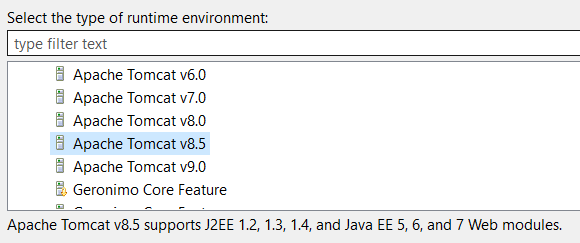 Select the type of runtime environment:
type filter text
Apache Tomcat v6.0
Apache Tomcat v7.0
Apache Tomcat v8.0
Apache Tomcat v8.5
Apache Tomcat v9.0
Geronimo Core Feature
Apache Tomcat v8.5 supports J2EE 1.2, 1.3, 1.4, and Java EE 5, 6, and 7 Web modules.